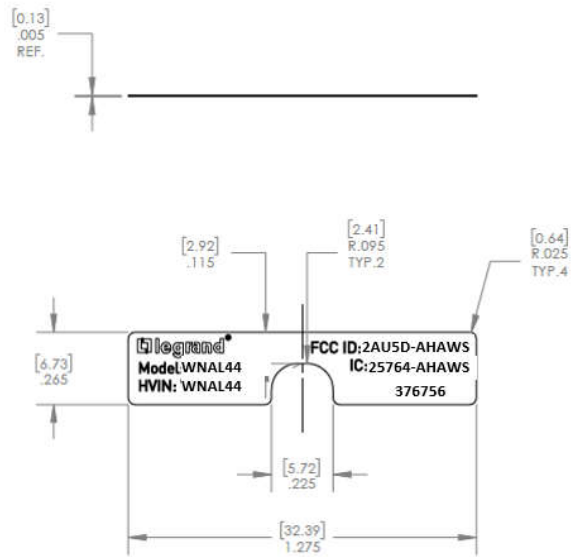 [0.13]
.005
REF.
[2.92]
.115
[2.41]
R.095
TYP.2
[0.64]
R.025
TYP.4
[6.73]
.265
legrand
FCC ID:2AU5D-AHAWS
Model:WNAL44
IC:25764-AHAWS
HVIN: WNAL44
376756
[5.72]
.225
[32.39]
1.275